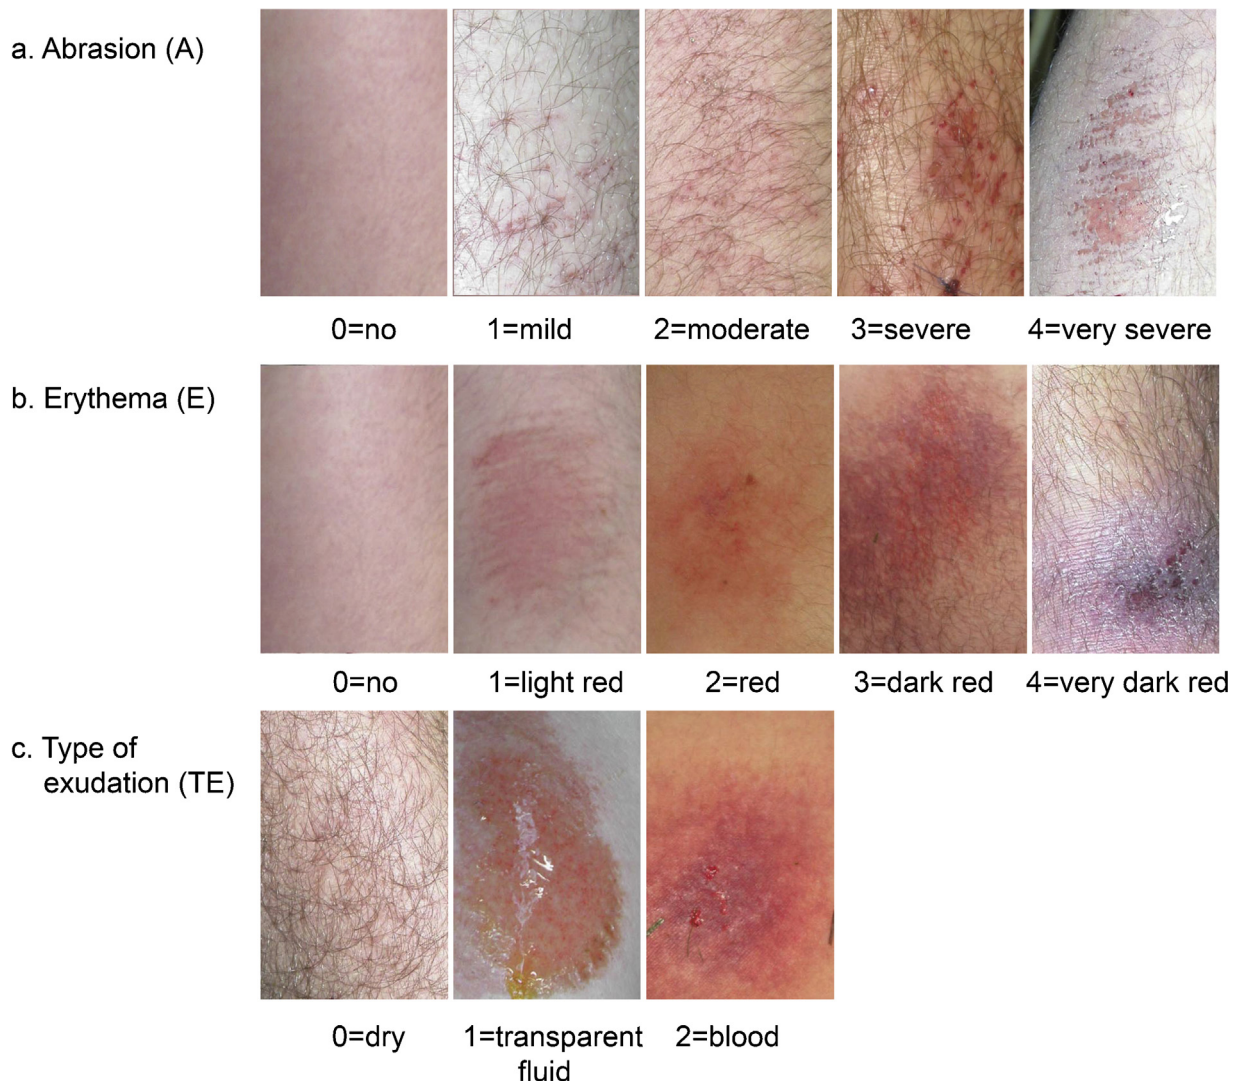 a. Abrasion (A)
0=no
1=mild
2=moderate
3=severe
4=very severe
b. Erythema (E)
0=no
1=light red
2=red
3=dark red
4=very dark red
c. Type of
exudation (TE)
0=dry
1=transparent
fluid
2=blood